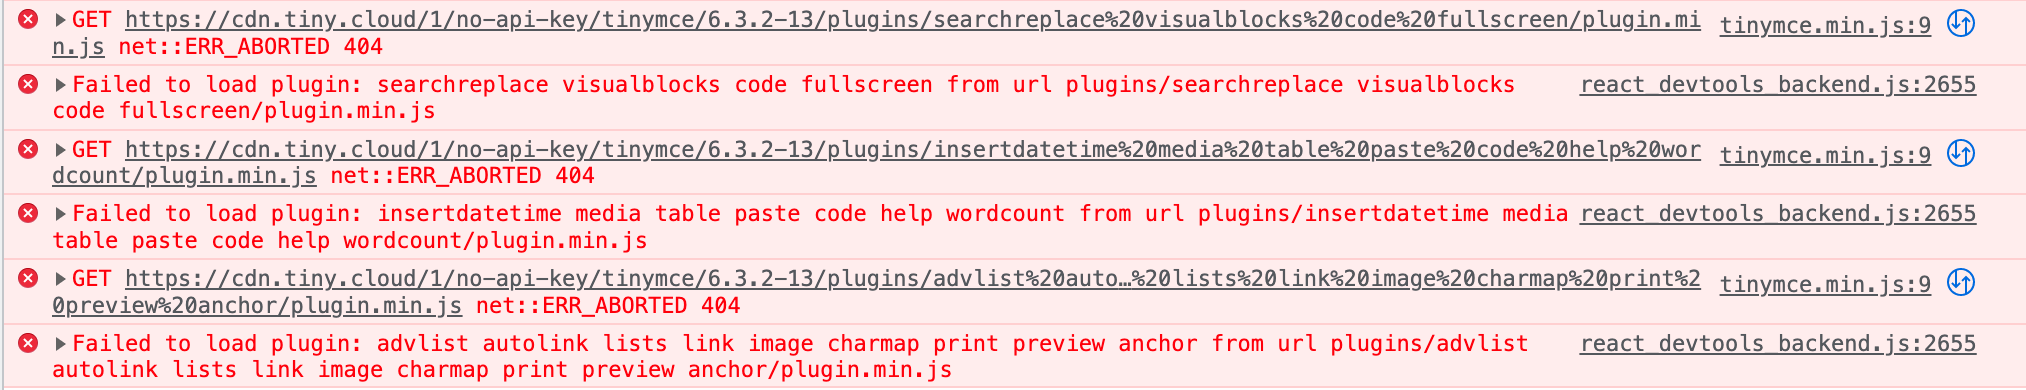 GET https://cdn.tiny.cloud/1/no-api-key/tinymce/6.3.2-13/plugins/searchreplace%20visualblocks%20code%20fullscreen/plugin.mi tinymce.min.js:9
n.js net::ERR_ABORTED 404
Failed to load plugin: searchreplace visualblocks code fullscreen from url plugins/searchreplace visualblocks react_devtools_backend.js:2655
code fullscreen/plugin.min.js
GET https://cdn.tiny.cloud/1/no-api-key/tinymce/6.3.2-13/plugins/insertdatetime%20media%20table%20paste%20code%20help%20wor tinymce.min.js:9
dcount/plugin.min.js net::ERR_ABORTED 404
Failed to load plugin: insertdatetime media table paste code help wordcount from url plugins/insertdatetime media react_devtools_backend.js:2655
table paste code help wordcount/plugin.min.js
GET https://cdn.tiny.cloud/1/no-api-key/tinymce/6.3.2-13/plugins/advlist%20auto…%20lists%20link%20image%20charmap%20print%2 tinymce.min.js:9
0preview%20anchor/plugin.min.js net::ERR_ABORTED 404
Failed to load plugin: advlist autolink lists link image charmap print preview anchor from url plugins/advlist react_devtools_backend.js:2655
autolink lists link image charmap print preview anchor/plugin.min.js